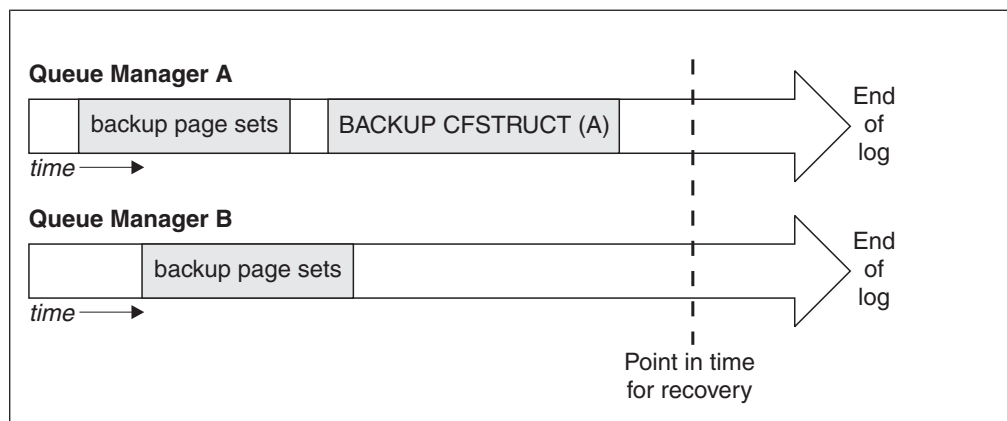 Queue Manager A
backup page sets
BACKUP CFSTRUCT (A)
End
of
log
time
Queue Manager B
backup page sets
End
of
log
time
Point in time
for recovery